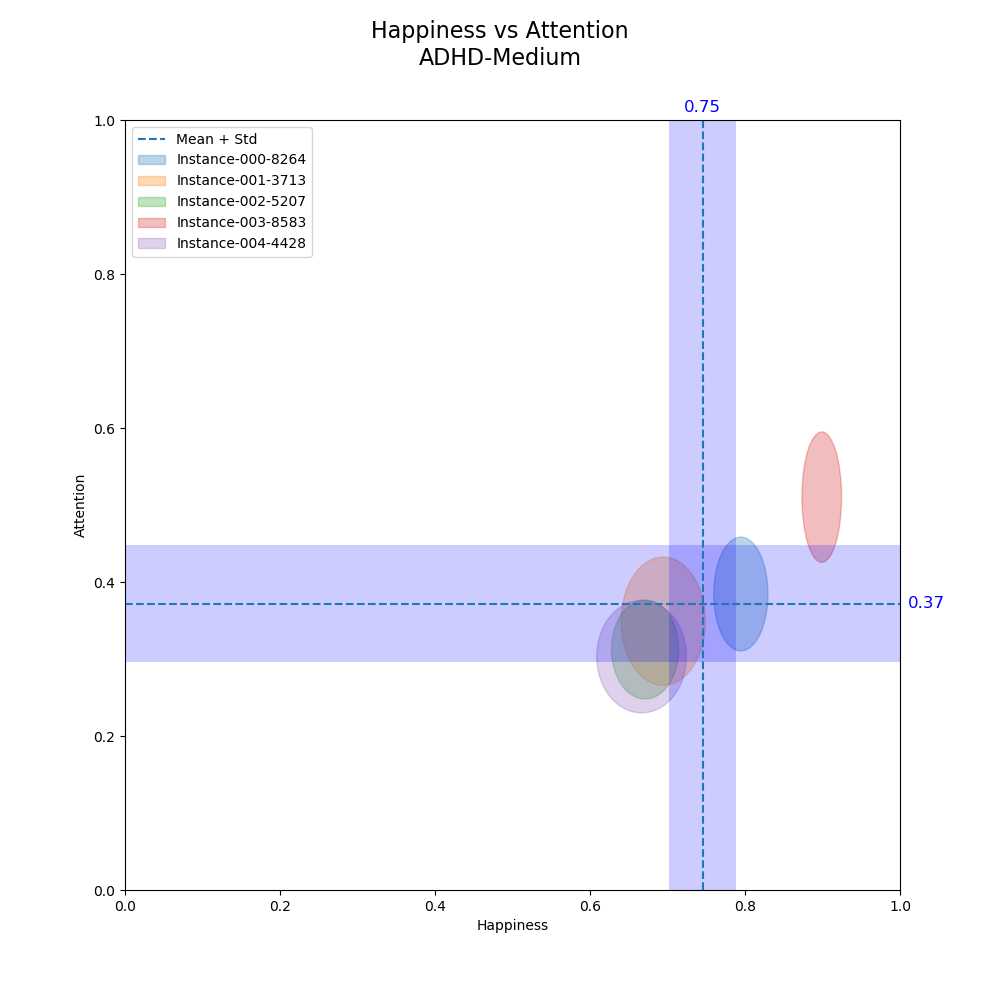 Happiness vs Attention
ADHD-Medium
0.75
Mean + Std
Instance-000-8264
Instance-001-3713
Instance-002-5207
Instance-003-8583
Instance-004-4428
1.0
0.8
0.6
0.4
0.2
0.0
Attention
0.37
0.0 0.2 0.4 0.6 0.8 1.0
Happiness